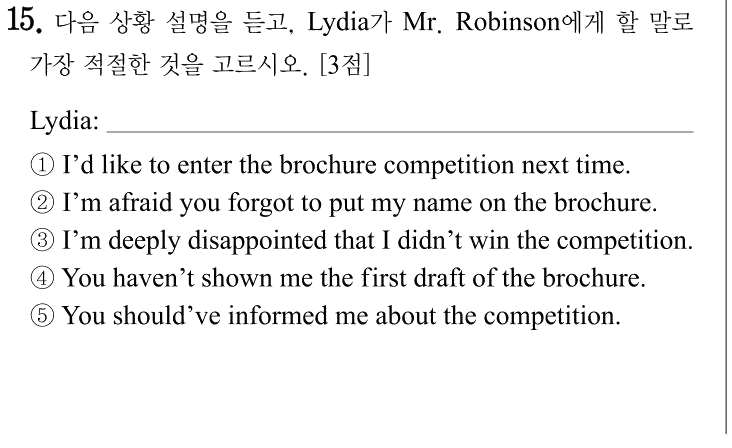 15. 다음 상황 설명을 듣고, Lydia가 Mr. Robinson에게 할 말로
가장 적절한 것을 고르시오. [3점]
Lydia:
① I’d like to enter the brochure competition next time.
② I’m afraid you forgot to put my name on the brochure.
③ I’m deeply disappointed that I didn’t win the competition.
④ You haven’t shown me the first draft of the brochure.
⑤ You should’ve informed me about the competition.